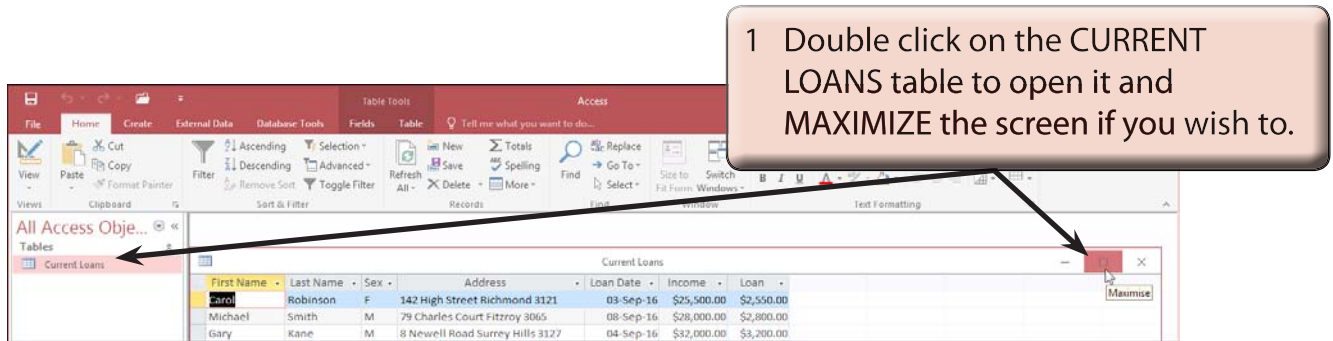 1 Double click on the CURRENT
LOANS table to open it and
MAXIMIZE the screen if you wish to.
Table Tools Access
File Home Create External Data Database Tools Fields Table Tell me what you want to do...
View
Paste
Cut
Copy
Format Painter
Filter
Ascending
Descending
Remove Sort
Selection
Advanced
Toggle Filter
Refresh
All
New
Save
Delete
Totals
Spelling
More
Find
Replace
Go To
Select
Size to
Fit Form
Switch
Windows
B I U A
Views Clipboard Sort & Filter Records Find Window Text Formatting
All Access Obje...
Tables
Current Loans
Current Loans
First Name Last Name Sex Address Loan Date Income Loan
Carol Robinson F 142 High Street Richmond 3121 03-Sep-16 $25,500.00 $2,550.00
Michael Smith M 79 Charles Court Fitzroy 3065 08-Sep-16 $28,000.00 $2,800.00
Gary Kane M 8 Newell Road Surrey Hills 3127 04-Sep-16 $32,000.00 $3,200.00
Maximise